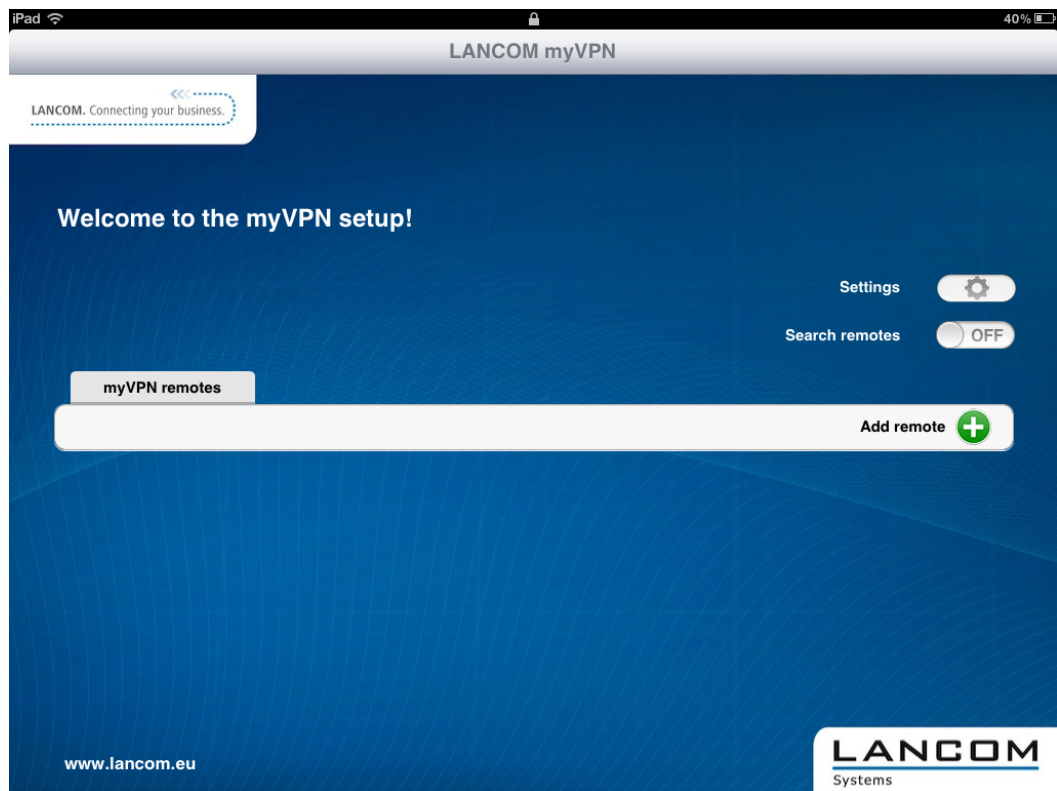 iPad 40%
LANCOM myVPN
LANCOM. Connecting your business.
Welcome to the myVPN setup!
Settings
Search remotes OFF
myVPN remotes
Add remote
www.lancom.eu
LANCOM
Systems